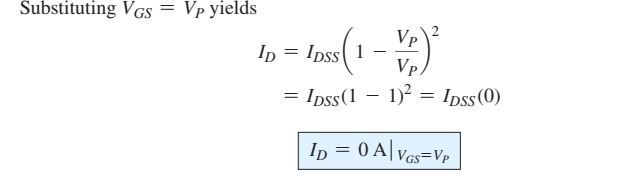 Substituting V_GS = V_P yields
I_D = I_DSS(1 − V_P/V_P)²
= I_DSS(1 − 1)² = I_DSS(0)
I_D = 0 A|V_GS=V_P